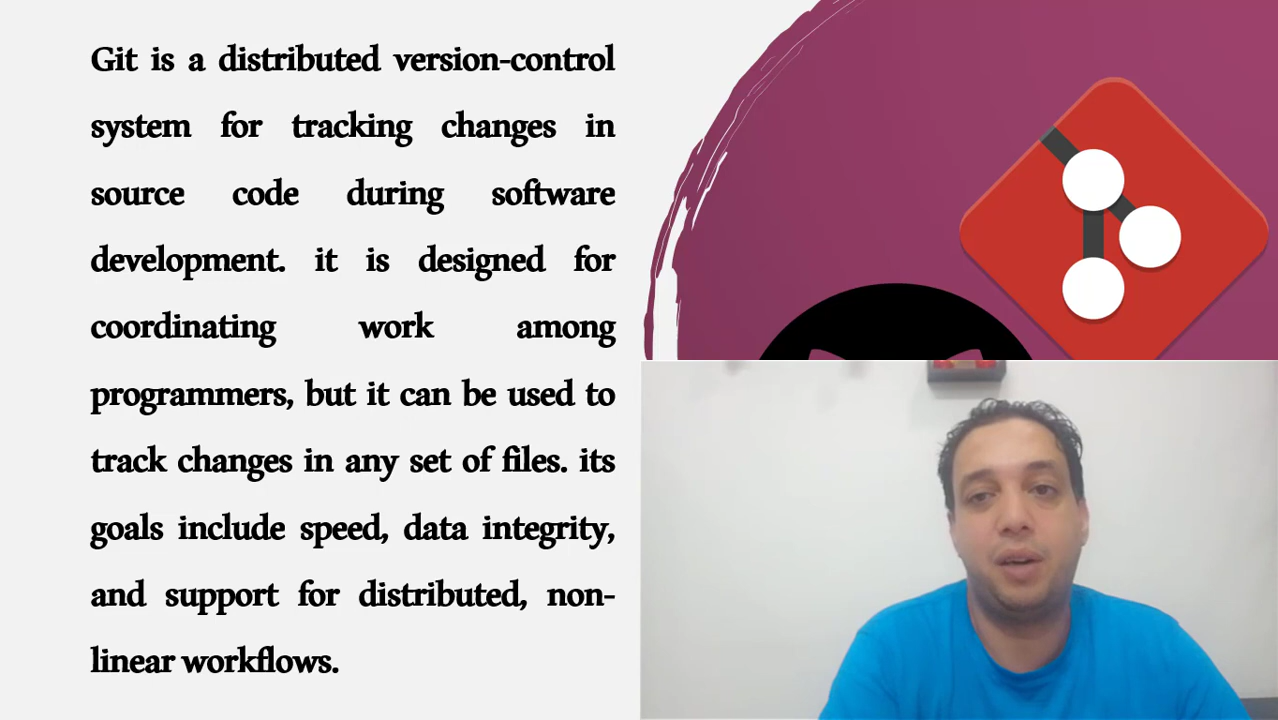 Git is a distributed version-control
system for tracking changes in
source code during software
development. it is designed for
coordinating work among
programmers, but it can be used to
track changes in any set of files. its
goals include speed, data integrity,
and support for distributed, non-
linear workflows.